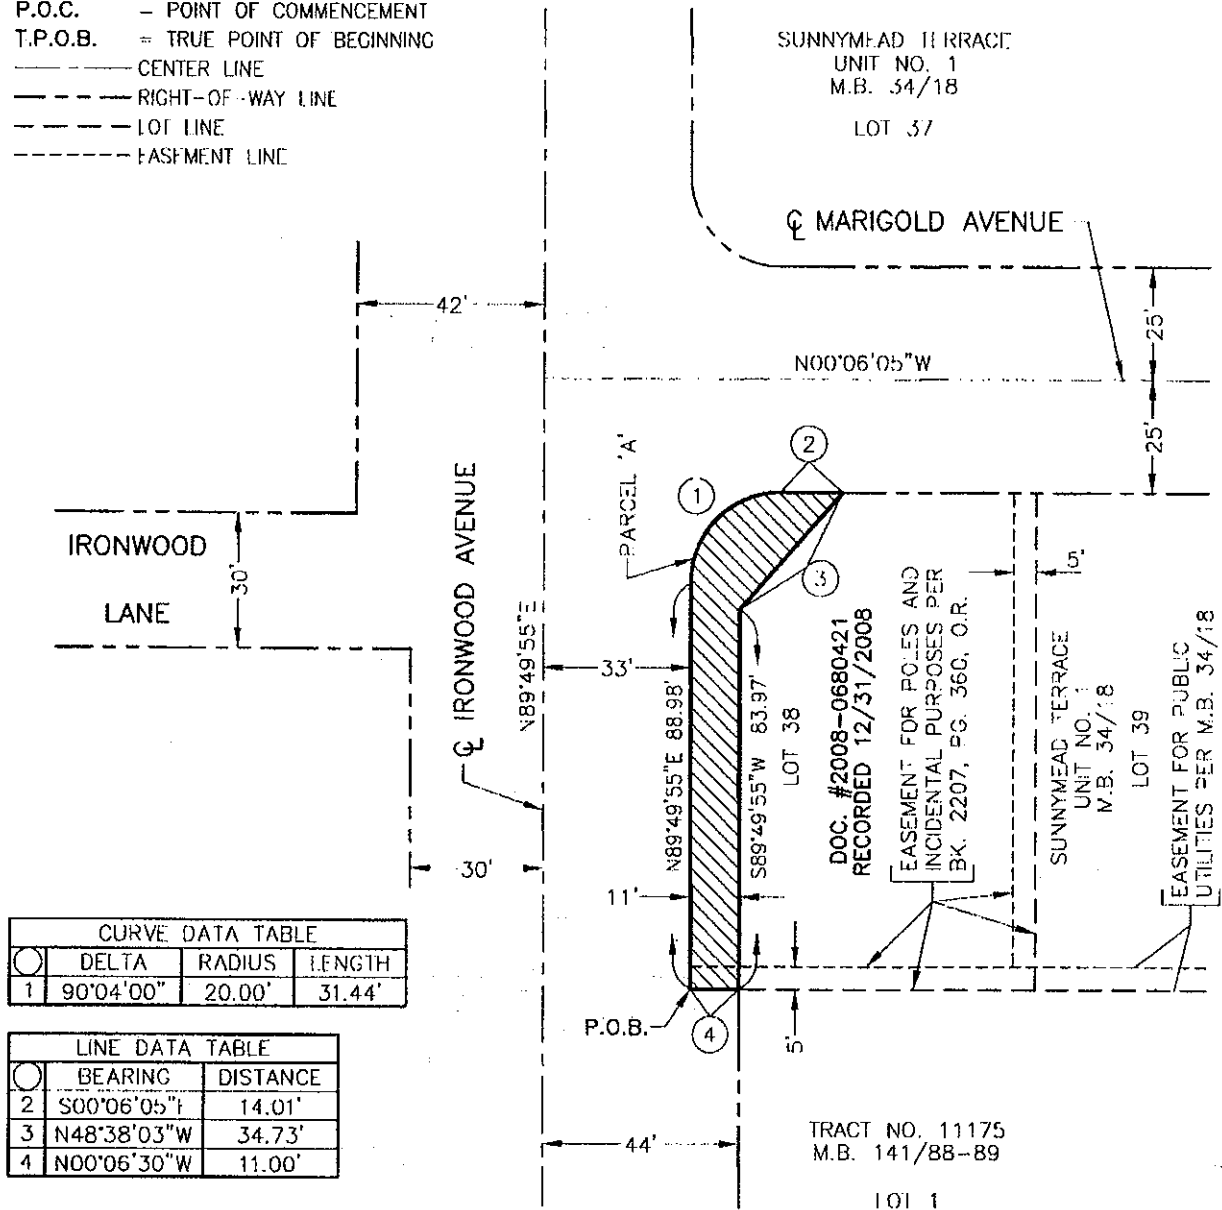 P.O.C. – POINT OF COMMENCEMENT
T.P.O.B. = TRUE POINT OF BEGINNING
CENTER LINE
RIGHT-OF-WAY LINE
LOT LINE
EASEMENT LINE
SUNNYMEAD TERRACE
UNIT NO. 1
M.B. 34/18
LOT 37
℄ MARIGOLD AVENUE
42'
25'
N00°06'05"W
25'
PARCEL 'A'
2
1
3
IRONWOOD
LANE
30'
℄ IRONWOOD AVENUE
N89°49'55"E
33'
N89°49'55"E 88.98'
S89°49'55"W 83.97'
LOT 38
DOC. #2008-0680421
RECORDED 12/31/2008
EASEMENT FOR POLES AND
INCIDENTAL PURPOSES PER
BK. 2207, PG. 360, O.R.
5'
SUNNYMEAD TERRACE
UNIT NO. 1
M.B. 34/18
LOT 39
EASEMENT FOR PUBLIC
UTILITIES PER M.B. 34/18
30'
11'
P.O.B.
4
5'
44'
TRACT NO. 11175
M.B. 141/88-89
LOT 1
CURVE DATA TABLE
DELTA RADIUS LENGTH
1 90°04'00" 20.00' 31.44'
LINE DATA TABLE
BEARING DISTANCE
2 S00°06'05"E 14.01'
3 N48°38'03"W 34.73'
4 N00°06'30"W 11.00'